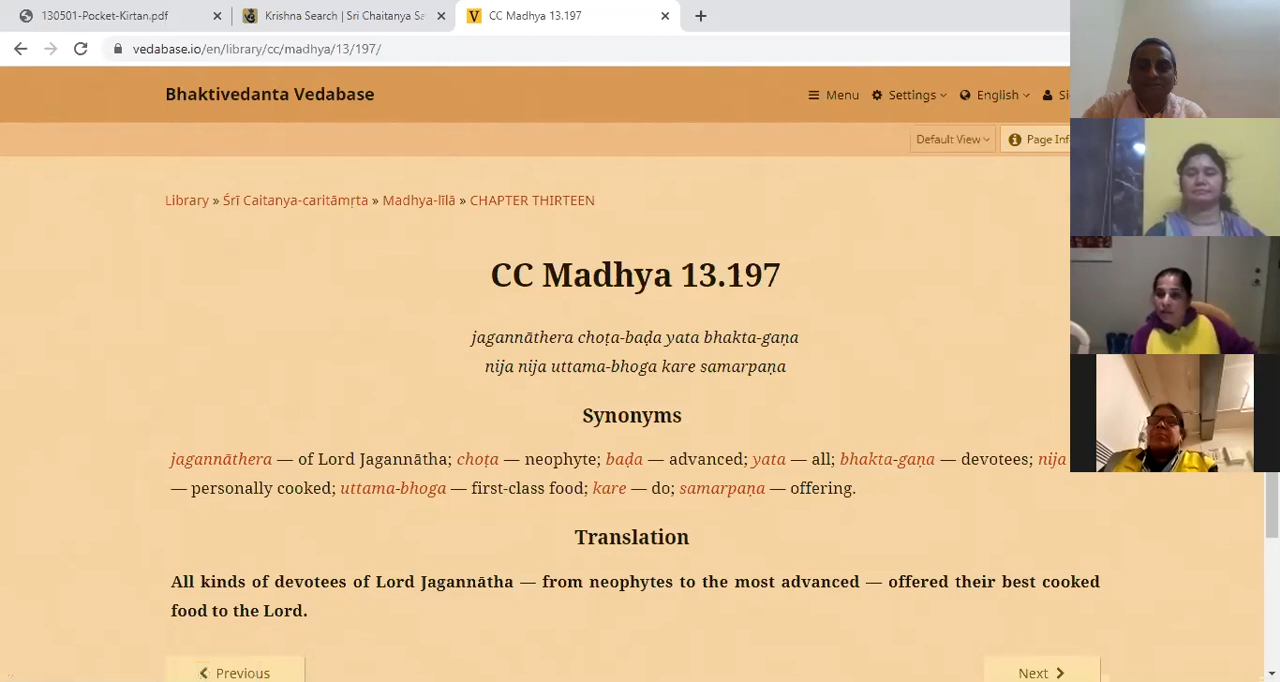 130501-Pocket-Kirtan.pdf
Krishna Search | Sri Chaitanya Sa
CC Madhya 13.197
vedabase.io/en/library/cc/madhya/13/197/
Bhaktivedanta Vedabase
Menu Settings English Si
Default View Page Inf
Library » Śrī Caitanya-caritāmṛta » Madhya-līlā » CHAPTER THIRTEEN
CC Madhya 13.197
jagannāthera choṭa-baḍa yata bhakta-gaṇa
nija nija uttama-bhoga kare samarpaṇa
Synonyms
jagannāthera — of Lord Jagannātha; choṭa — neophyte; baḍa — advanced; yata — all; bhakta-gaṇa — devotees; nija
— personally cooked; uttama-bhoga — first-class food; kare — do; samarpaṇa — offering.
Translation
All kinds of devotees of Lord Jagannātha — from neophytes to the most advanced — offered their best cooked
food to the Lord.
Previous Next